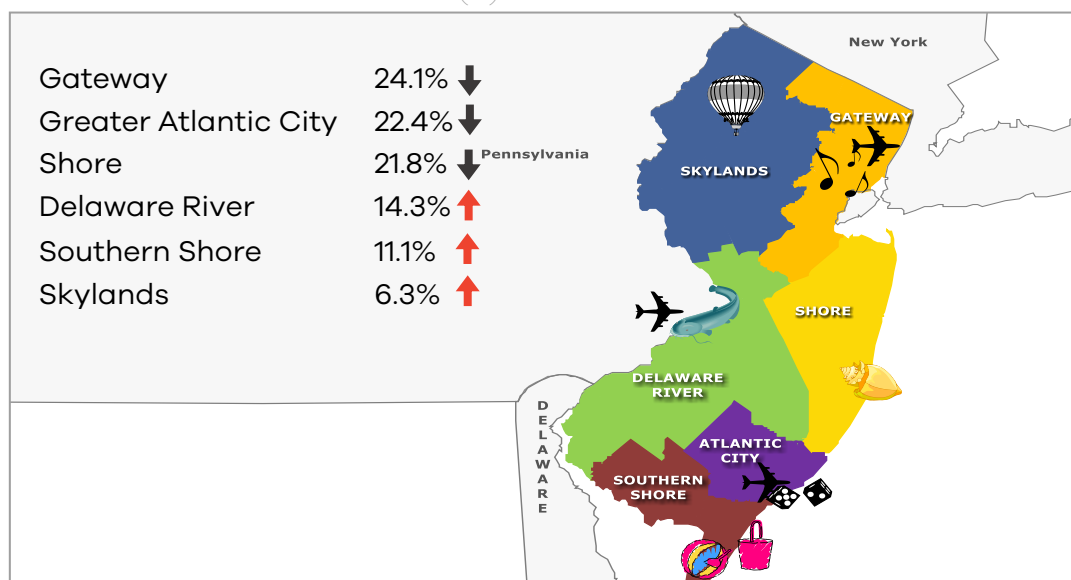 Gateway 24.1%
Greater Atlantic City 22.4%
Shore 21.8%
Delaware River 14.3%
Southern Shore 11.1%
Skylands 6.3%
Pennsylvania
New York
GATEWAY
SKYLANDS
SHORE
DELAWARE
RIVER
ATLANTIC
CITY
SOUTHERN
SHORE
DELAWARE